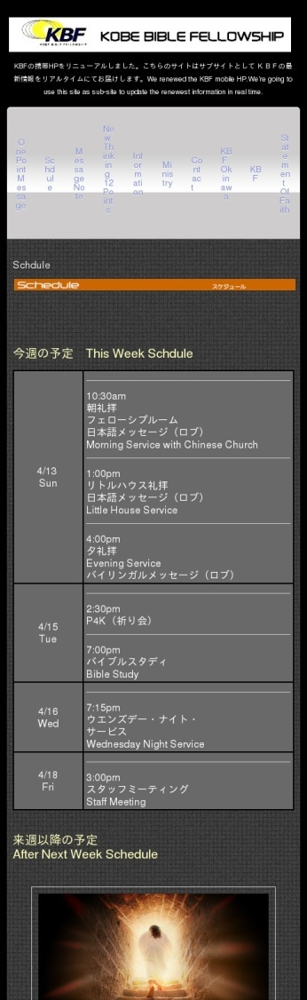 KBF KOBE BIBLE FELLOWSHIP
KBFの携帯HPをリニューアルしました。こちらのサイトはサブサイトとしてＫＢＦの最
新情報をリアルタイムにてお届けします。We renewed the KBF mobile HP.We're going to
use this site as sub-site to update the renewest information in real time.
One Point Message
Schdule
Message Note
New Thinking 12 Points
Information
Ministry
Contact
KBF Okinawa
KBF
Statement Of Faith
Schdule
Schedule スケジュール
今週の予定　This Week Schdule
4/13
Sun
10:30am
朝礼拝
フェローシプルーム
日本語メッセージ（ロブ）
Morning Service with Chinese Church
1:00pm
リトルハウス礼拝
日本語メッセージ（ロブ）
Little House Service
4:00pm
夕礼拝
Evening Service
バイリンガルメッセージ（ロブ）
4/15
Tue
2:30pm
P4K（祈り会）
7:00pm
バイブルスタディ
Bible Study
4/16
Wed
7:15pm
ウエンズデー・ナイト・
サービス
Wednesday Night Service
4/18
Fri
3:00pm
スタッフミーティング
Staff Meeting
来週以降の予定
After Next Week Schedule